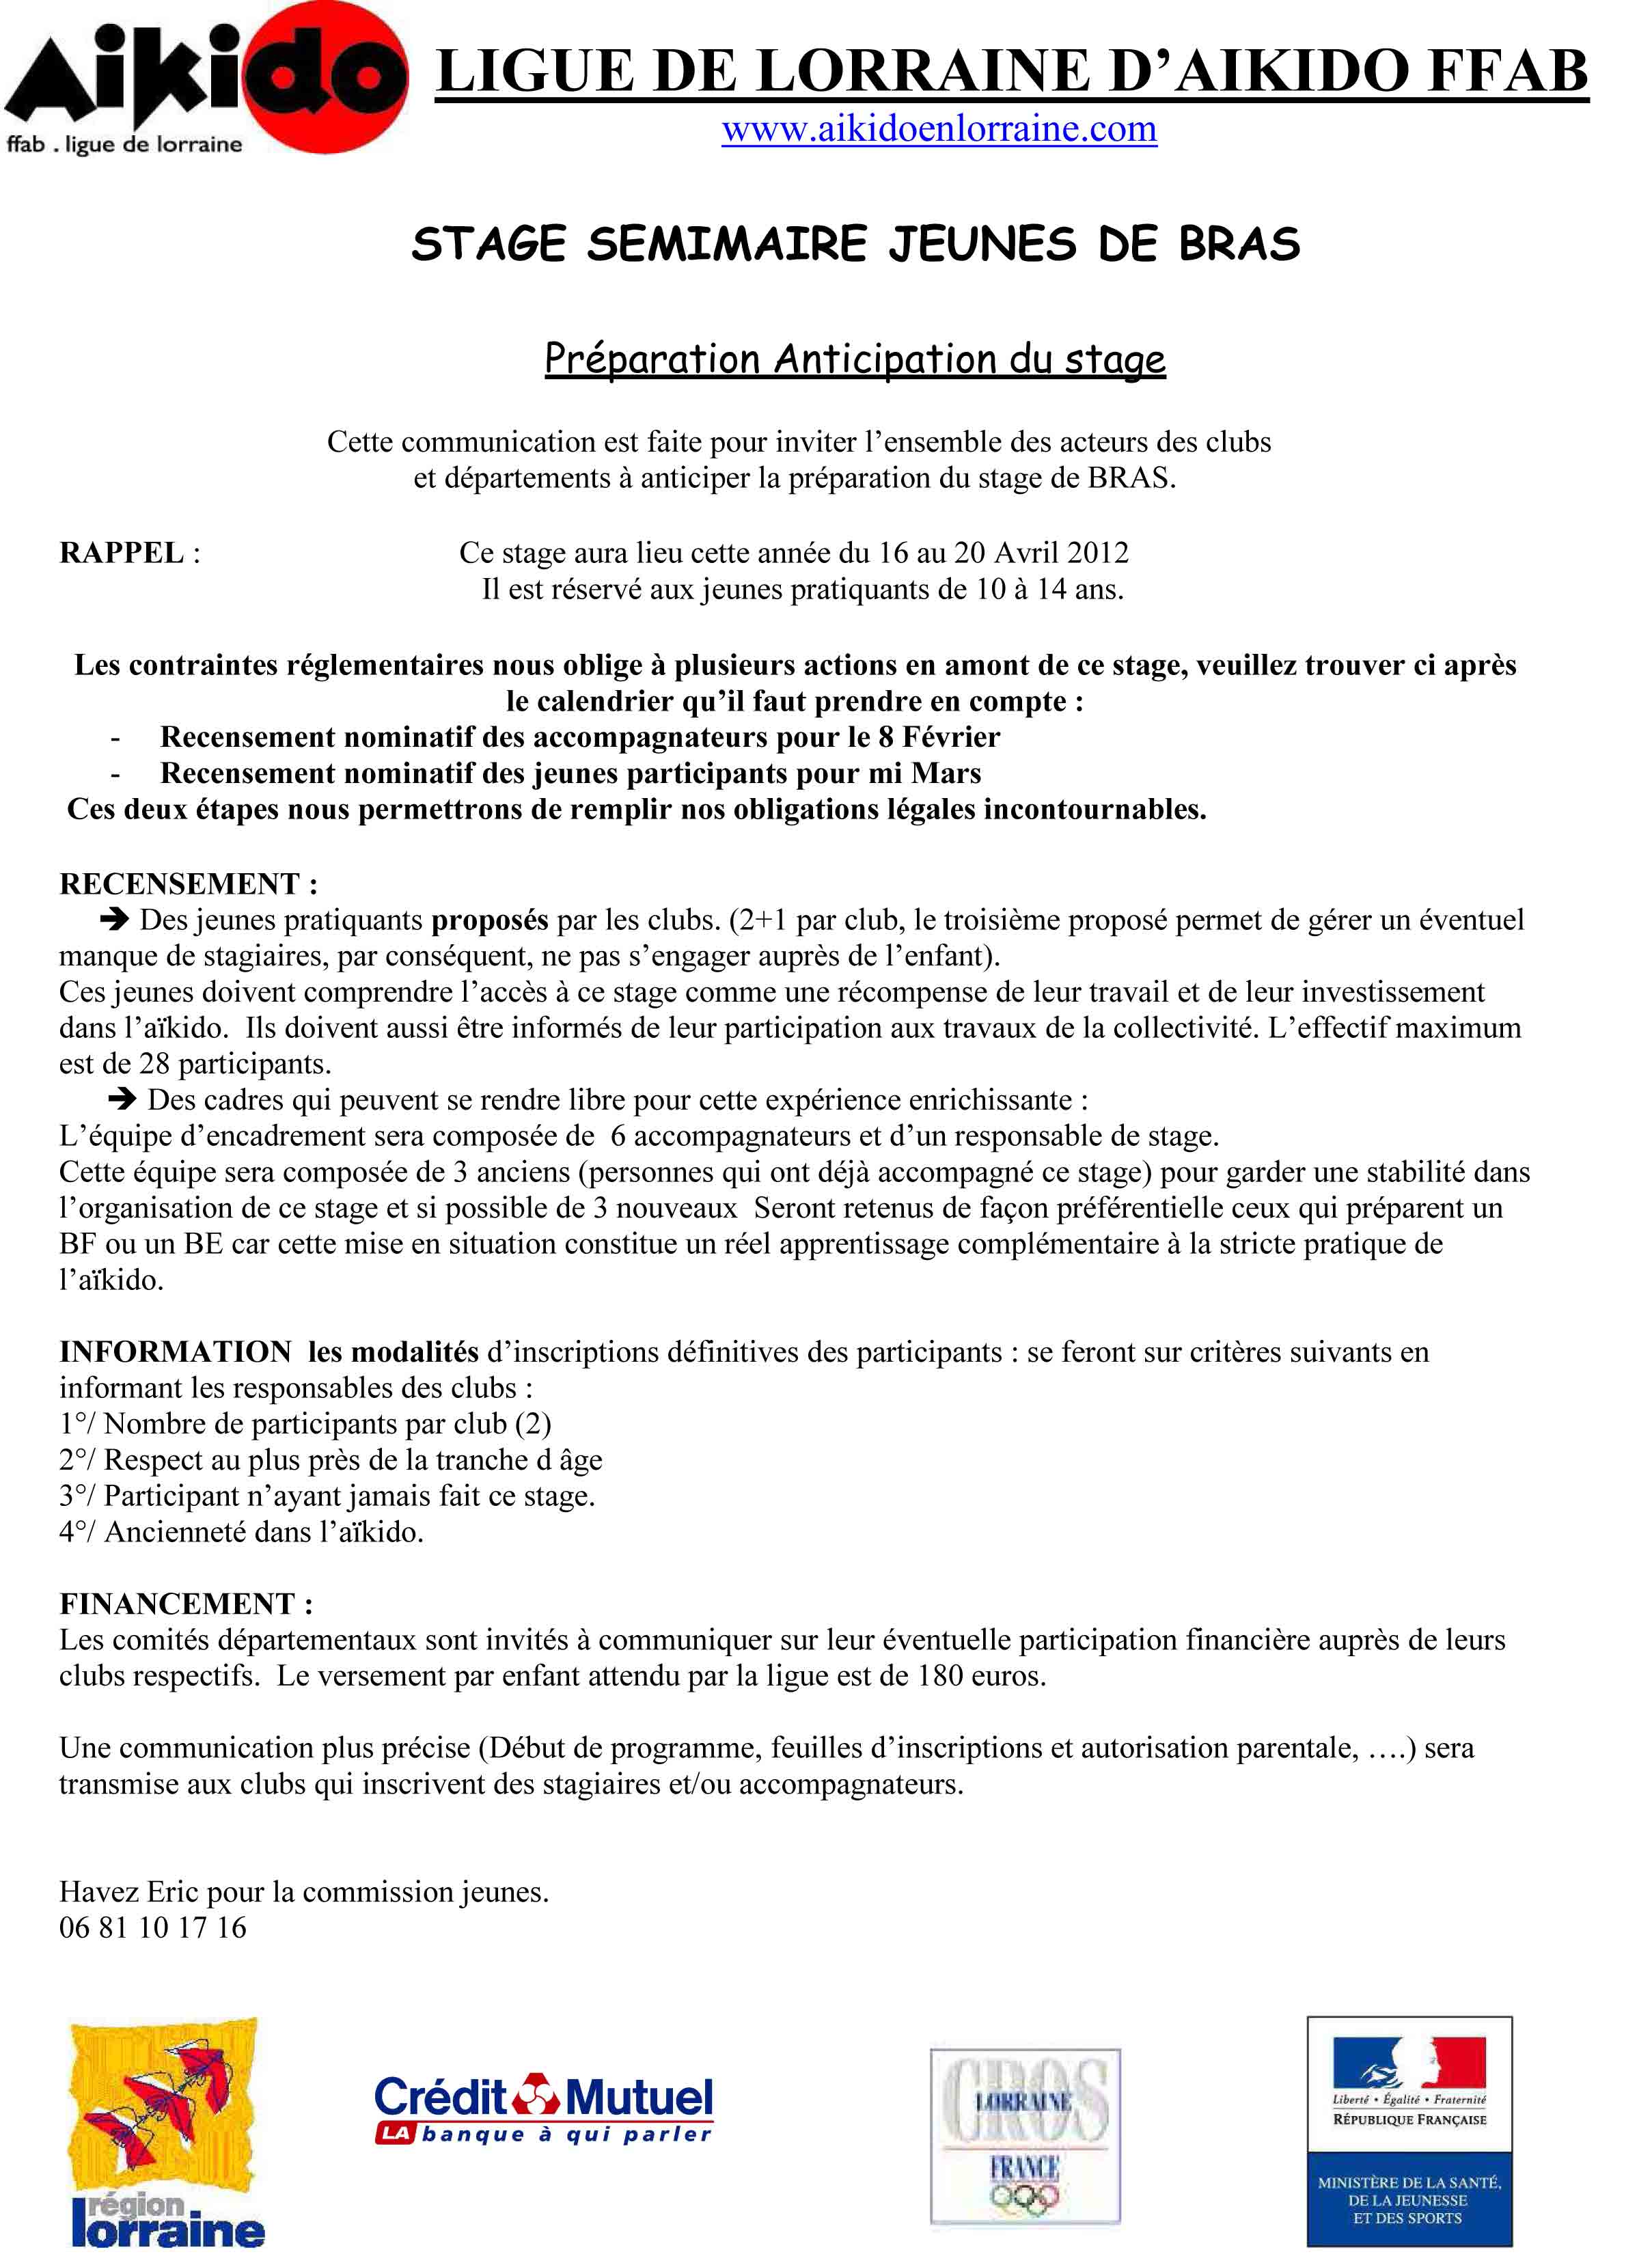 Aikido
ffab . ligue de lorraine
LIGUE DE LORRAINE D’AIKIDO FFAB
www.aikidoenlorraine.com
STAGE SEMIMAIRE JEUNES DE BRAS
Préparation Anticipation du stage
Cette communication est faite pour inviter l’ensemble des acteurs des clubs
et départements à anticiper la préparation du stage de BRAS.
RAPPEL : Ce stage aura lieu cette année du 16 au 20 Avril 2012
Il est réservé aux jeunes pratiquants de 10 à 14 ans.
Les contraintes réglementaires nous oblige à plusieurs actions en amont de ce stage, veuillez trouver ci après
le calendrier qu’il faut prendre en compte :
- Recensement nominatif des accompagnateurs pour le 8 Février
- Recensement nominatif des jeunes participants pour mi Mars
Ces deux étapes nous permettrons de remplir nos obligations légales incontournables.
RECENSEMENT :
➔ Des jeunes pratiquants proposés par les clubs. (2+1 par club, le troisième proposé permet de gérer un éventuel
manque de stagiaires, par conséquent, ne pas s’engager auprès de l’enfant).
Ces jeunes doivent comprendre l’accès à ce stage comme une récompense de leur travail et de leur investissement
dans l’aïkido. Ils doivent aussi être informés de leur participation aux travaux de la collectivité. L’effectif maximum
est de 28 participants.
➔ Des cadres qui peuvent se rendre libre pour cette expérience enrichissante :
L’équipe d’encadrement sera composée de 6 accompagnateurs et d’un responsable de stage.
Cette équipe sera composée de 3 anciens (personnes qui ont déjà accompagné ce stage) pour garder une stabilité dans
l’organisation de ce stage et si possible de 3 nouveaux Seront retenus de façon préférentielle ceux qui préparent un
BF ou un BE car cette mise en situation constitue un réel apprentissage complémentaire à la stricte pratique de
l’aïkido.
INFORMATION les modalités d’inscriptions définitives des participants : se feront sur critères suivants en
informant les responsables des clubs :
1°/ Nombre de participants par club (2)
2°/ Respect au plus près de la tranche d âge
3°/ Participant n’ayant jamais fait ce stage.
4°/ Ancienneté dans l’aïkido.
FINANCEMENT :
Les comités départementaux sont invités à communiquer sur leur éventuelle participation financière auprès de leurs
clubs respectifs. Le versement par enfant attendu par la ligue est de 180 euros.
Une communication plus précise (Début de programme, feuilles d’inscriptions et autorisation parentale, ….) sera
transmise aux clubs qui inscrivent des stagiaires et/ou accompagnateurs.
Havez Eric pour la commission jeunes.
06 81 10 17 16
région
lorraine
Crédit Mutuel
LA banque à qui parler
CROS
LORRAINE
FRANCE
Liberté • Égalité • Fraternité
RÉPUBLIQUE FRANÇAISE
MINISTÈRE DE LA SANTÉ,
DE LA JEUNESSE
ET DES SPORTS